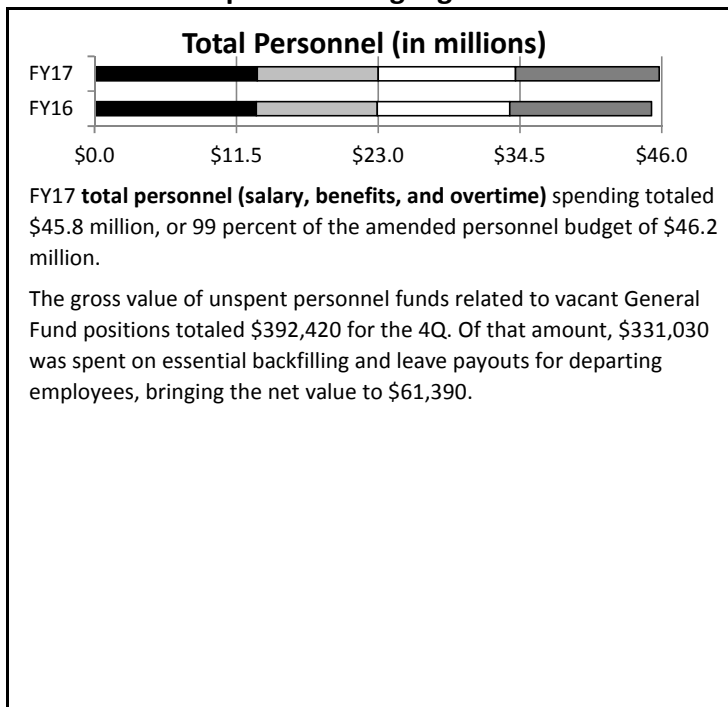 Total Personnel (in millions)
FY17
FY16
$0.0 $11.5 $23.0 $34.5 $46.0
FY17 total personnel (salary, benefits, and overtime) spending totaled
$45.8 million, or 99 percent of the amended personnel budget of $46.2
million.
The gross value of unspent personnel funds related to vacant General
Fund positions totaled $392,420 for the 4Q. Of that amount, $331,030
was spent on essential backfilling and leave payouts for departing
employees, bringing the net value to $61,390.